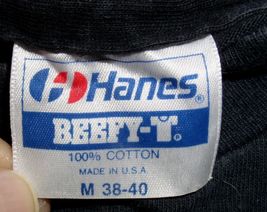 Hanes®
BEEFY-T®
100% COTTON
MADE IN U.S.A.
M 38-40